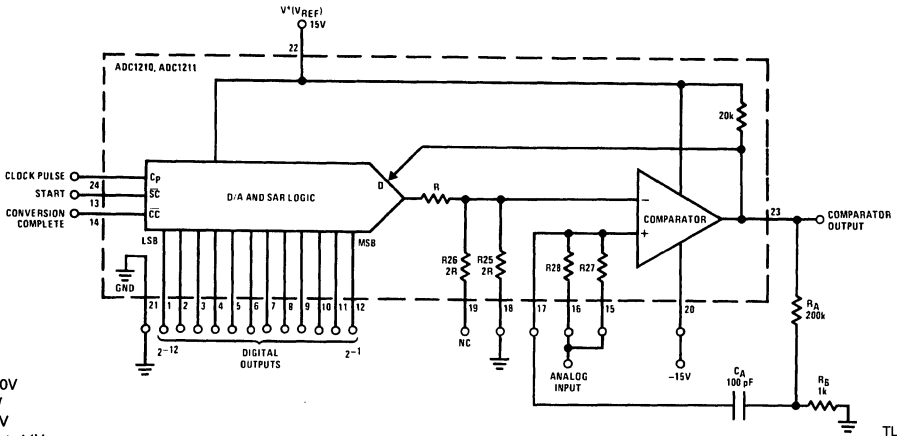 V+(VREF)
15V
22
ADC1210, ADC1211
20k
CLOCK PULSE
24
CP
START
13
SC
CONVERSION COMPLETE
14
CC
D/A AND SAR LOGIC
D
R
LSB
MSB
COMPARATOR
−
+
23
COMPARATOR OUTPUT
R26
2R
R25
2R
R28
R27
GND
21
1
2
3
4
5
6
7
8
9
10
11
12
19
18
17
16
15
20
2-12
DIGITAL OUTPUTS
2-1
NC
ANALOG INPUT
-15V
RA
200k
CA
100 pF
RB
1k
0V
V
TL